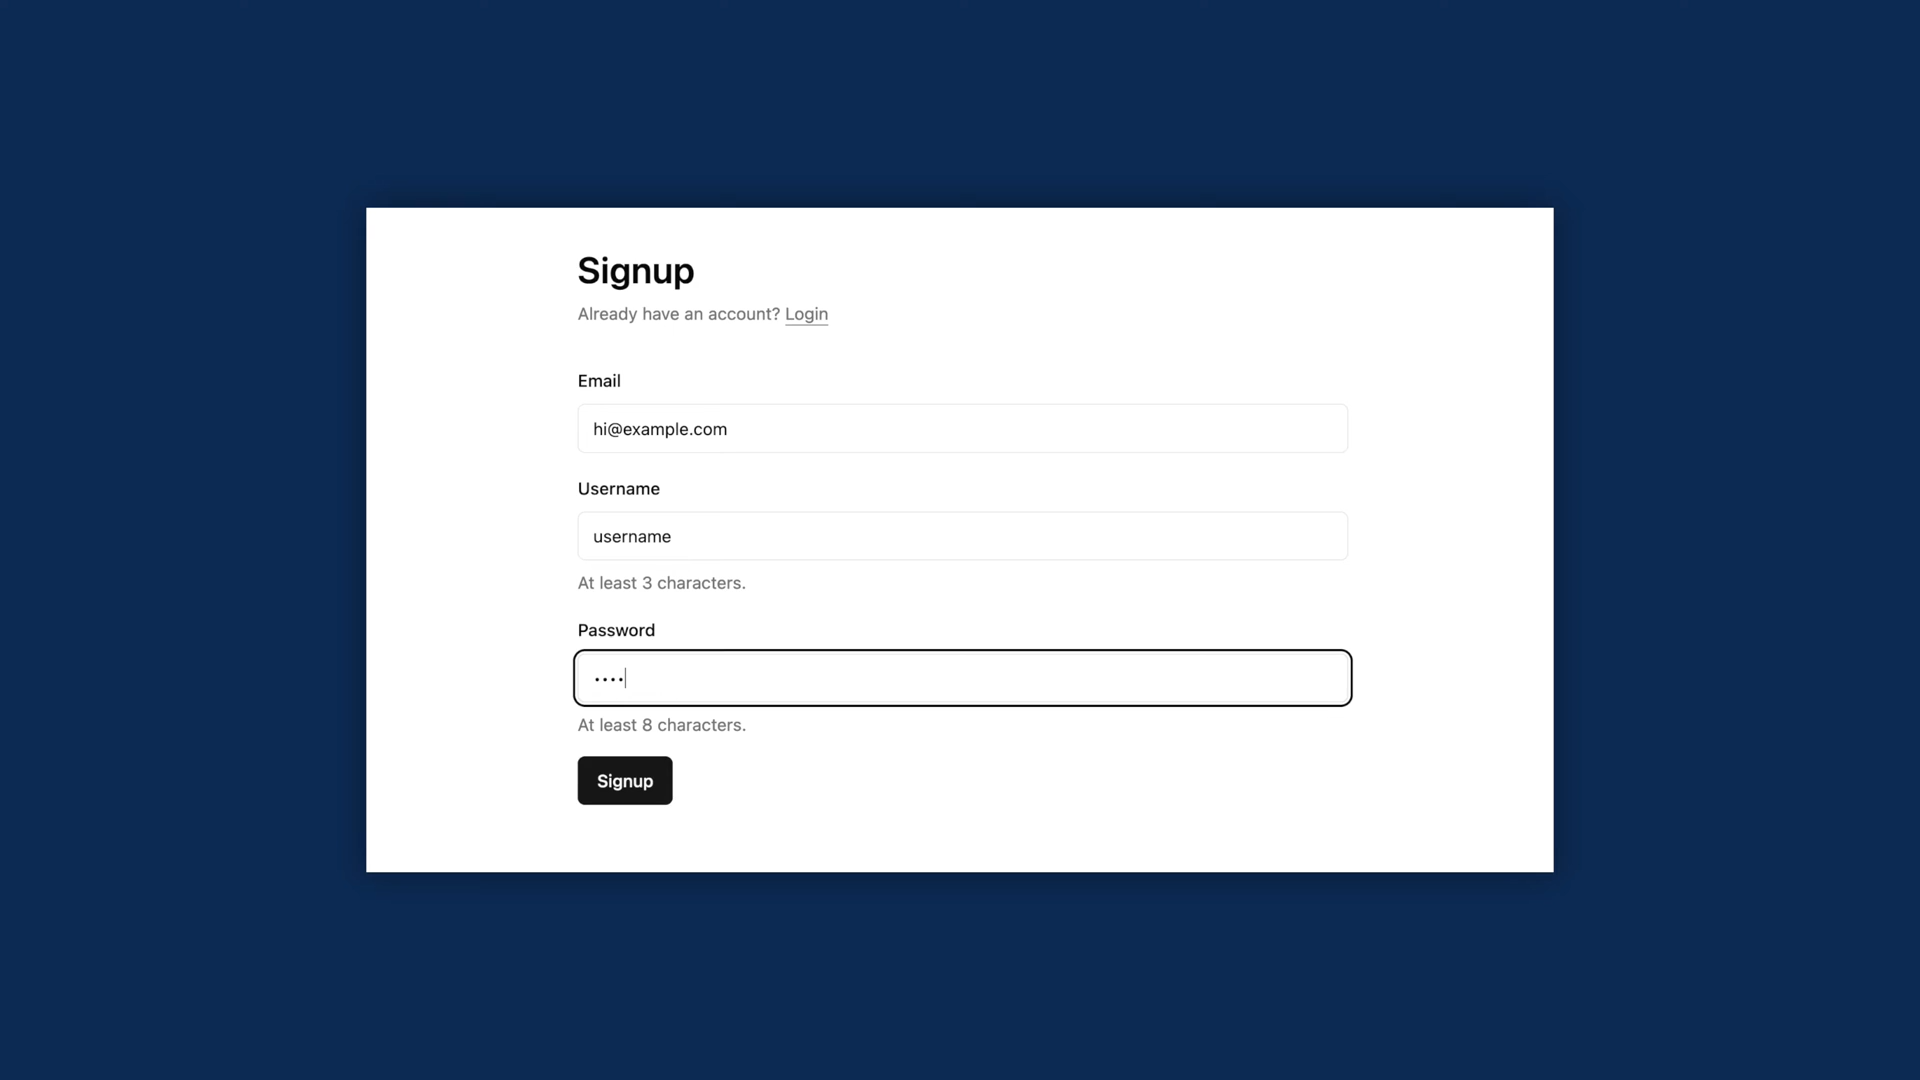 Signup
Already have an account? Login
Email
hi@example.com
Username
username
At least 3 characters.
Password
••••
At least 8 characters.
Signup